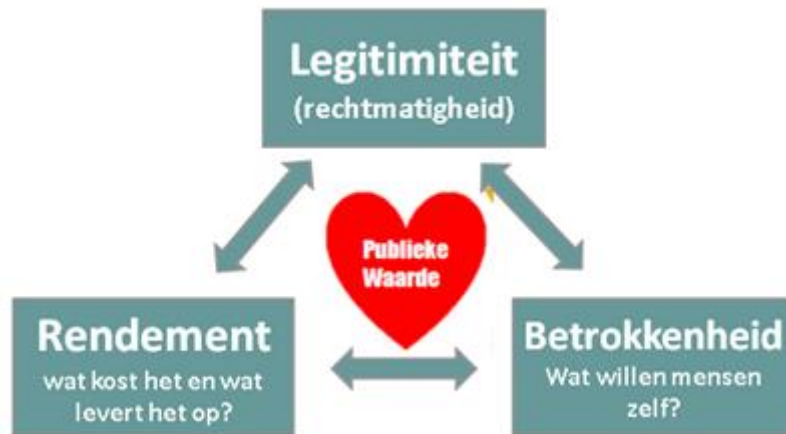 Legitimiteit
(rechtmatigheid)
Publieke
Waarde
Rendement
wat kost het en wat
levert het op?
Betrokkenheid
Wat willen mensen
zelf?